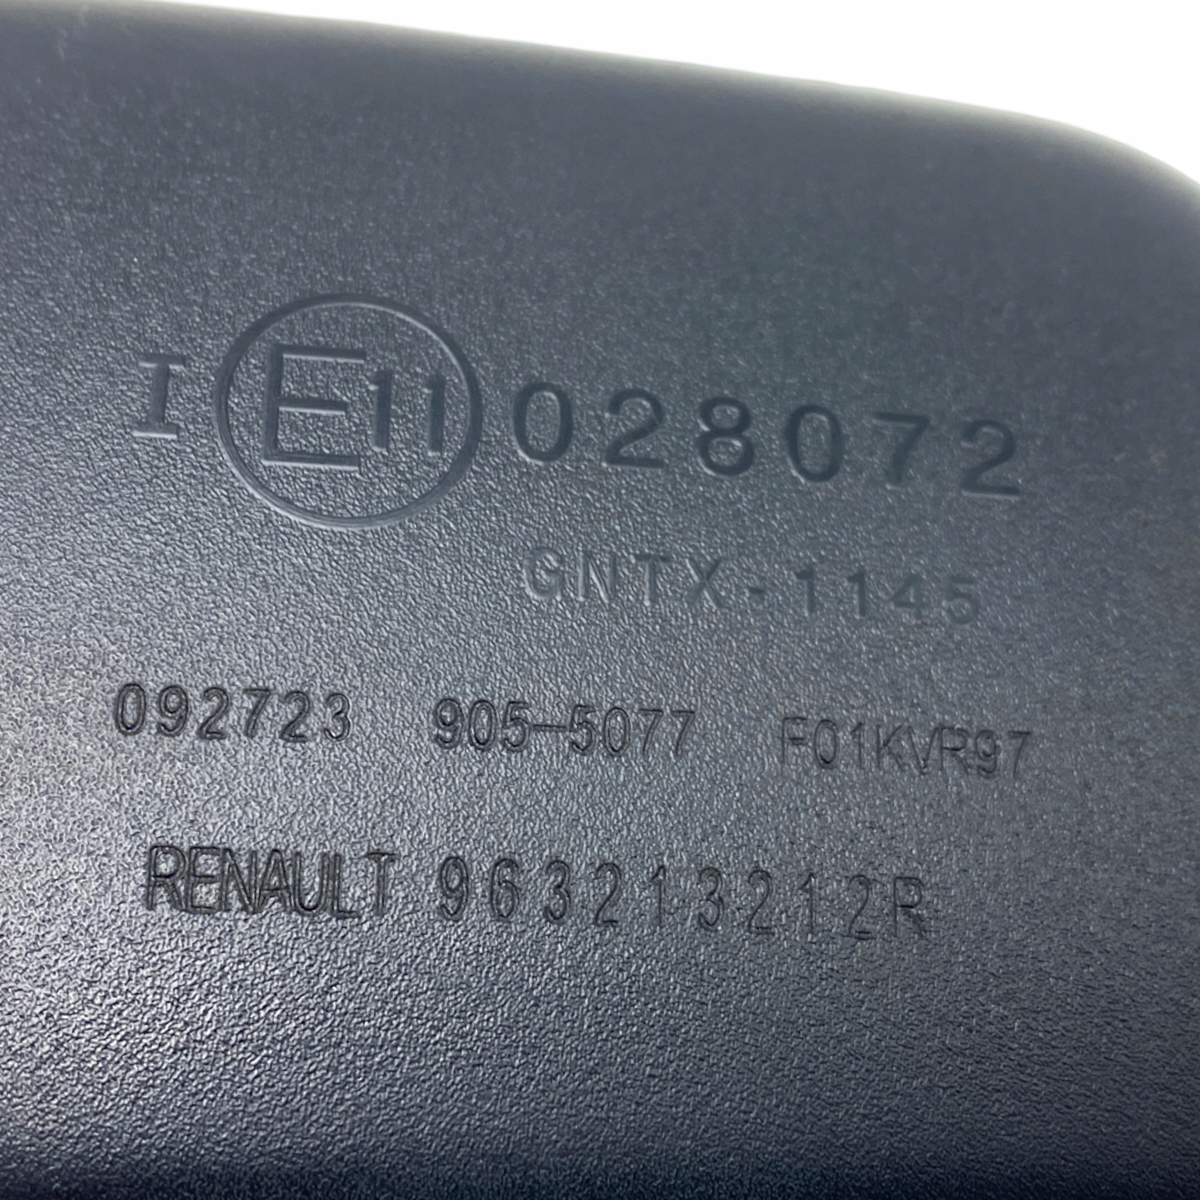 I E11 028072
GNTX-1145
092723 905-5077 F01KVR97
RENAULT 963213212R